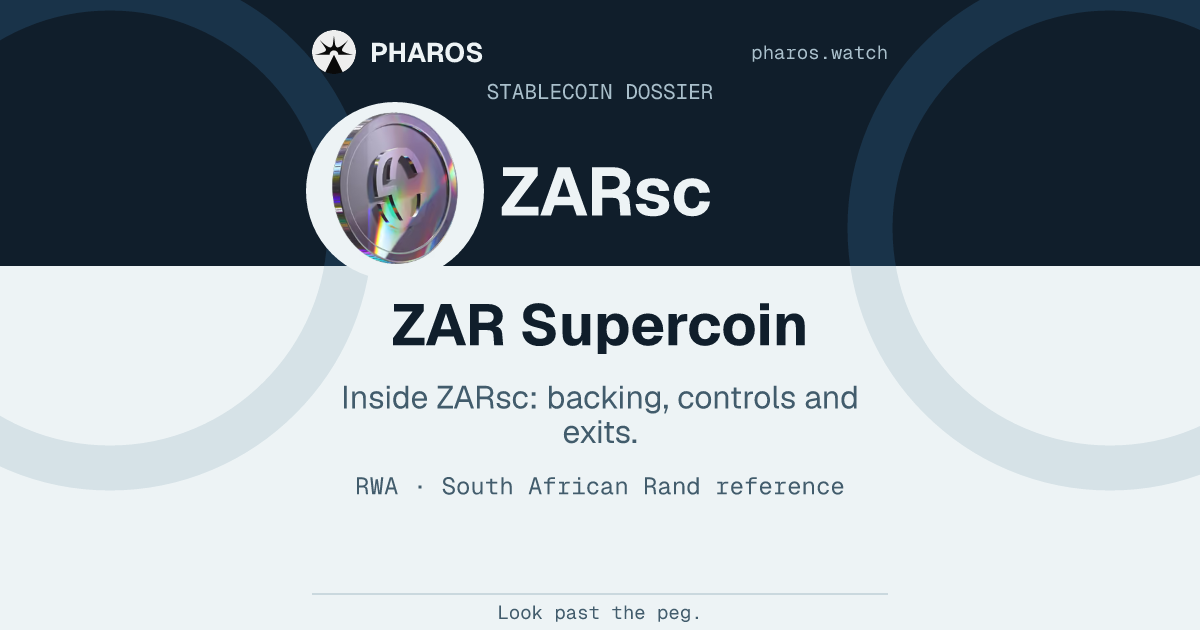 PHAROS
pharos.watch
STABLECOIN DOSSIER
ZARsc
ZAR Supercoin
Inside ZARsc: backing, controls and
exits.
RWA · South African Rand reference
Look past the peg.